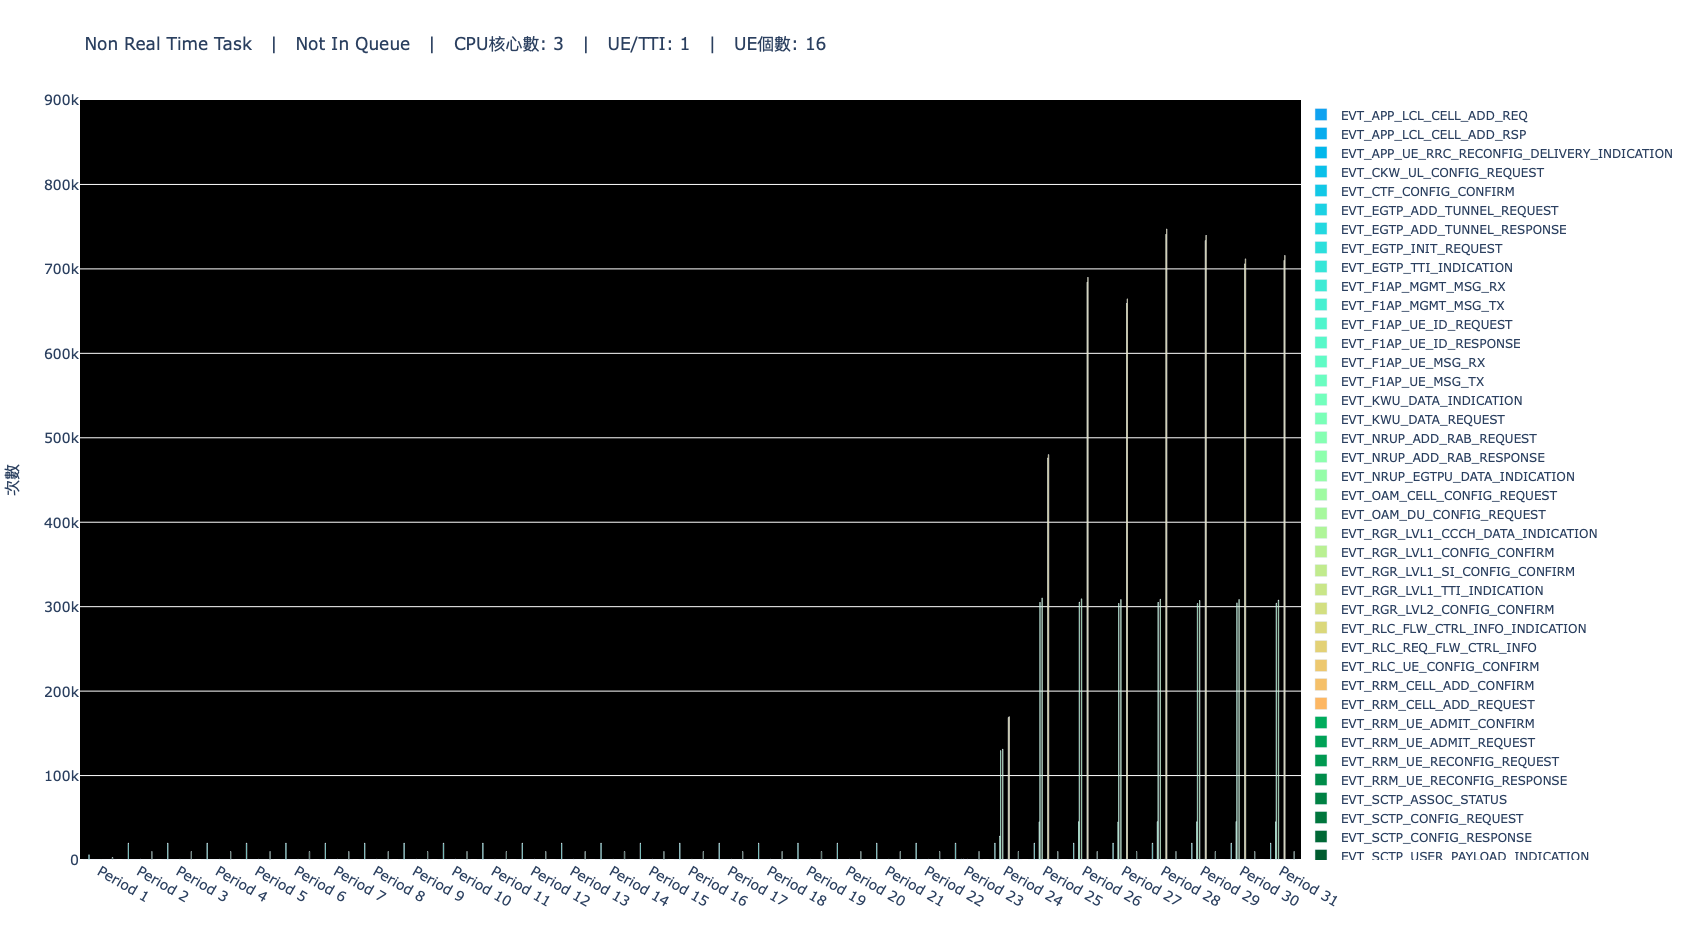 Non Real Time Task | Not In Queue | CPU核心數: 3 | UE/TTI: 1 | UE個數: 16
900k
800k
700k
600k
500k
400k
300k
200k
100k
0
次數
Period 1
Period 2
Period 3
Period 4
Period 5
Period 6
Period 7
Period 8
Period 9
Period 10
Period 11
Period 12
Period 13
Period 14
Period 15
Period 16
Period 17
Period 18
Period 19
Period 20
Period 21
Period 22
Period 23
Period 24
Period 25
Period 26
Period 27
Period 28
Period 29
Period 30
Period 31
EVT_APP_LCL_CELL_ADD_REQ
EVT_APP_LCL_CELL_ADD_RSP
EVT_APP_UE_RRC_RECONFIG_DELIVERY_INDICATION
EVT_CKW_UL_CONFIG_REQUEST
EVT_CTF_CONFIG_CONFIRM
EVT_EGTP_ADD_TUNNEL_REQUEST
EVT_EGTP_ADD_TUNNEL_RESPONSE
EVT_EGTP_INIT_REQUEST
EVT_EGTP_TTI_INDICATION
EVT_F1AP_MGMT_MSG_RX
EVT_F1AP_MGMT_MSG_TX
EVT_F1AP_UE_ID_REQUEST
EVT_F1AP_UE_ID_RESPONSE
EVT_F1AP_UE_MSG_RX
EVT_F1AP_UE_MSG_TX
EVT_KWU_DATA_INDICATION
EVT_KWU_DATA_REQUEST
EVT_NRUP_ADD_RAB_REQUEST
EVT_NRUP_ADD_RAB_RESPONSE
EVT_NRUP_EGTPU_DATA_INDICATION
EVT_OAM_CELL_CONFIG_REQUEST
EVT_OAM_DU_CONFIG_REQUEST
EVT_RGR_LVL1_CCCH_DATA_INDICATION
EVT_RGR_LVL1_CONFIG_CONFIRM
EVT_RGR_LVL1_SI_CONFIG_CONFIRM
EVT_RGR_LVL1_TTI_INDICATION
EVT_RGR_LVL2_CONFIG_CONFIRM
EVT_RLC_FLW_CTRL_INFO_INDICATION
EVT_RLC_REQ_FLW_CTRL_INFO
EVT_RLC_UE_CONFIG_CONFIRM
EVT_RRM_CELL_ADD_CONFIRM
EVT_RRM_CELL_ADD_REQUEST
EVT_RRM_UE_ADMIT_CONFIRM
EVT_RRM_UE_ADMIT_REQUEST
EVT_RRM_UE_RECONFIG_REQUEST
EVT_RRM_UE_RECONFIG_RESPONSE
EVT_SCTP_ASSOC_STATUS
EVT_SCTP_CONFIG_REQUEST
EVT_SCTP_CONFIG_RESPONSE
EVT_SCTP_USER_PAYLOAD_INDICATION